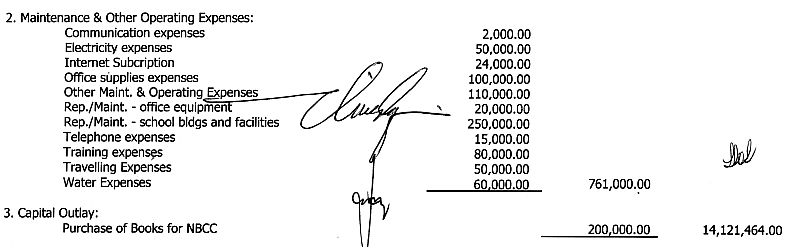 2. Maintenance & Other Operating Expenses:
Communication expenses 2,000.00
Electricity expenses 50,000.00
Internet Subcription 24,000.00
Office supplies expenses 100,000.00
Other Maint. & Operating Expenses 110,000.00
Rep./Maint. - office equipment 20,000.00
Rep./Maint. - school bldgs and facilities 250,000.00
Telephone expenses 15,000.00
Training expenses 80,000.00
Travelling Expenses 50,000.00
Water Expenses 60,000.00 761,000.00
3. Capital Outlay:
Purchase of Books for NBCC 200,000.00 14,121,464.00